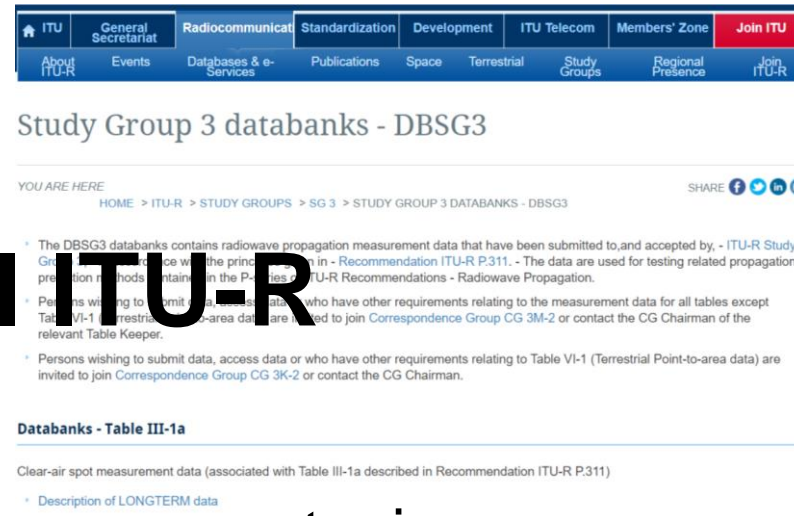 ITU
General Secretariat
Radiocommunicati
Standardization
Development
ITU Telecom
Members' Zone
Join ITU
About ITU-R
Events
Databases & e-Services
Publications
Space
Terrestrial
Study Groups
Regional Presence
Join ITU-R
Study Group 3 databanks - DBSG3
YOU ARE HERE
HOME > ITU-R > STUDY GROUPS > SG 3 > STUDY GROUP 3 DATABANKS - DBSG3
SHARE
The DBSG3 databanks contains radiowave propagation measurement data that have been submitted to,and accepted by, - ITU-R Study
in - Recommendation ITU-R P.311. - The data are used for testing related propagation
in the P-series of ITU-R Recommendations - Radiowave Propagation.
ITU-R
who have other requirements relating to the measurement data for all tables except
to join Correspondence Group CG 3M-2 or contact the CG Chairman of the
relevant Table Keeper.
Persons wishing to submit data, access data or who have other requirements relating to Table VI-1 (Terrestrial Point-to-area data) are
invited to join Correspondence Group CG 3K-2 or contact the CG Chairman.
Databanks - Table III-1a
Clear-air spot measurement data (associated with Table III-1a described in Recommendation ITU-R P.311)
Description of LONGTERM data